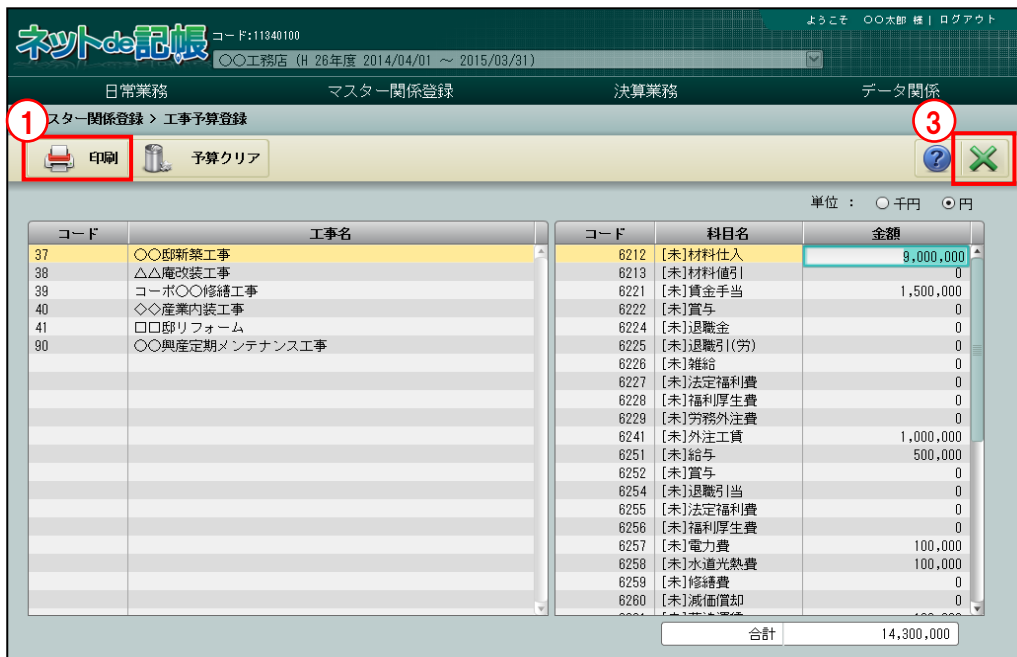 ようこそ 〇〇太郎 様 | ログアウト
ネットde記帳 コード:11340100
〇〇工務店 (H 26年度 2014/04/01 ～ 2015/03/31)
日常業務 マスター関係登録 決算業務 データ関係
スター関係登録 > 工事予算登録
1 3
印刷 予算クリア ?
単位 : 千円 円
コード 工事名 コード 科目名 金額
37 〇〇邸新築工事 6212 [未]材料仕入 9,000,000
38 △△庵改装工事 6213 [未]材料値引 0
39 コーポ〇〇修繕工事 6221 [未]賃金手当 1,500,000
40 ◇◇産業内装工事 6222 [未]賞与 0
41 □□邸リフォーム 6224 [未]退職金 0
90 〇〇興産定期メンテナンス工事 6225 [未]退職引(労) 0
6226 [未]雑給 0
6227 [未]法定福利費 0
6228 [未]福利厚生費 0
6229 [未]労務外注費 0
6241 [未]外注工賃 1,000,000
6251 [未]給与 500,000
6252 [未]賞与 0
6254 [未]退職引当 0
6255 [未]法定福利費 0
6256 [未]福利厚生費 0
6257 [未]電力費 100,000
6258 [未]水道光熱費 100,000
6259 [未]修繕費 0
6260 [未]減価償却 0
合計 14,300,000